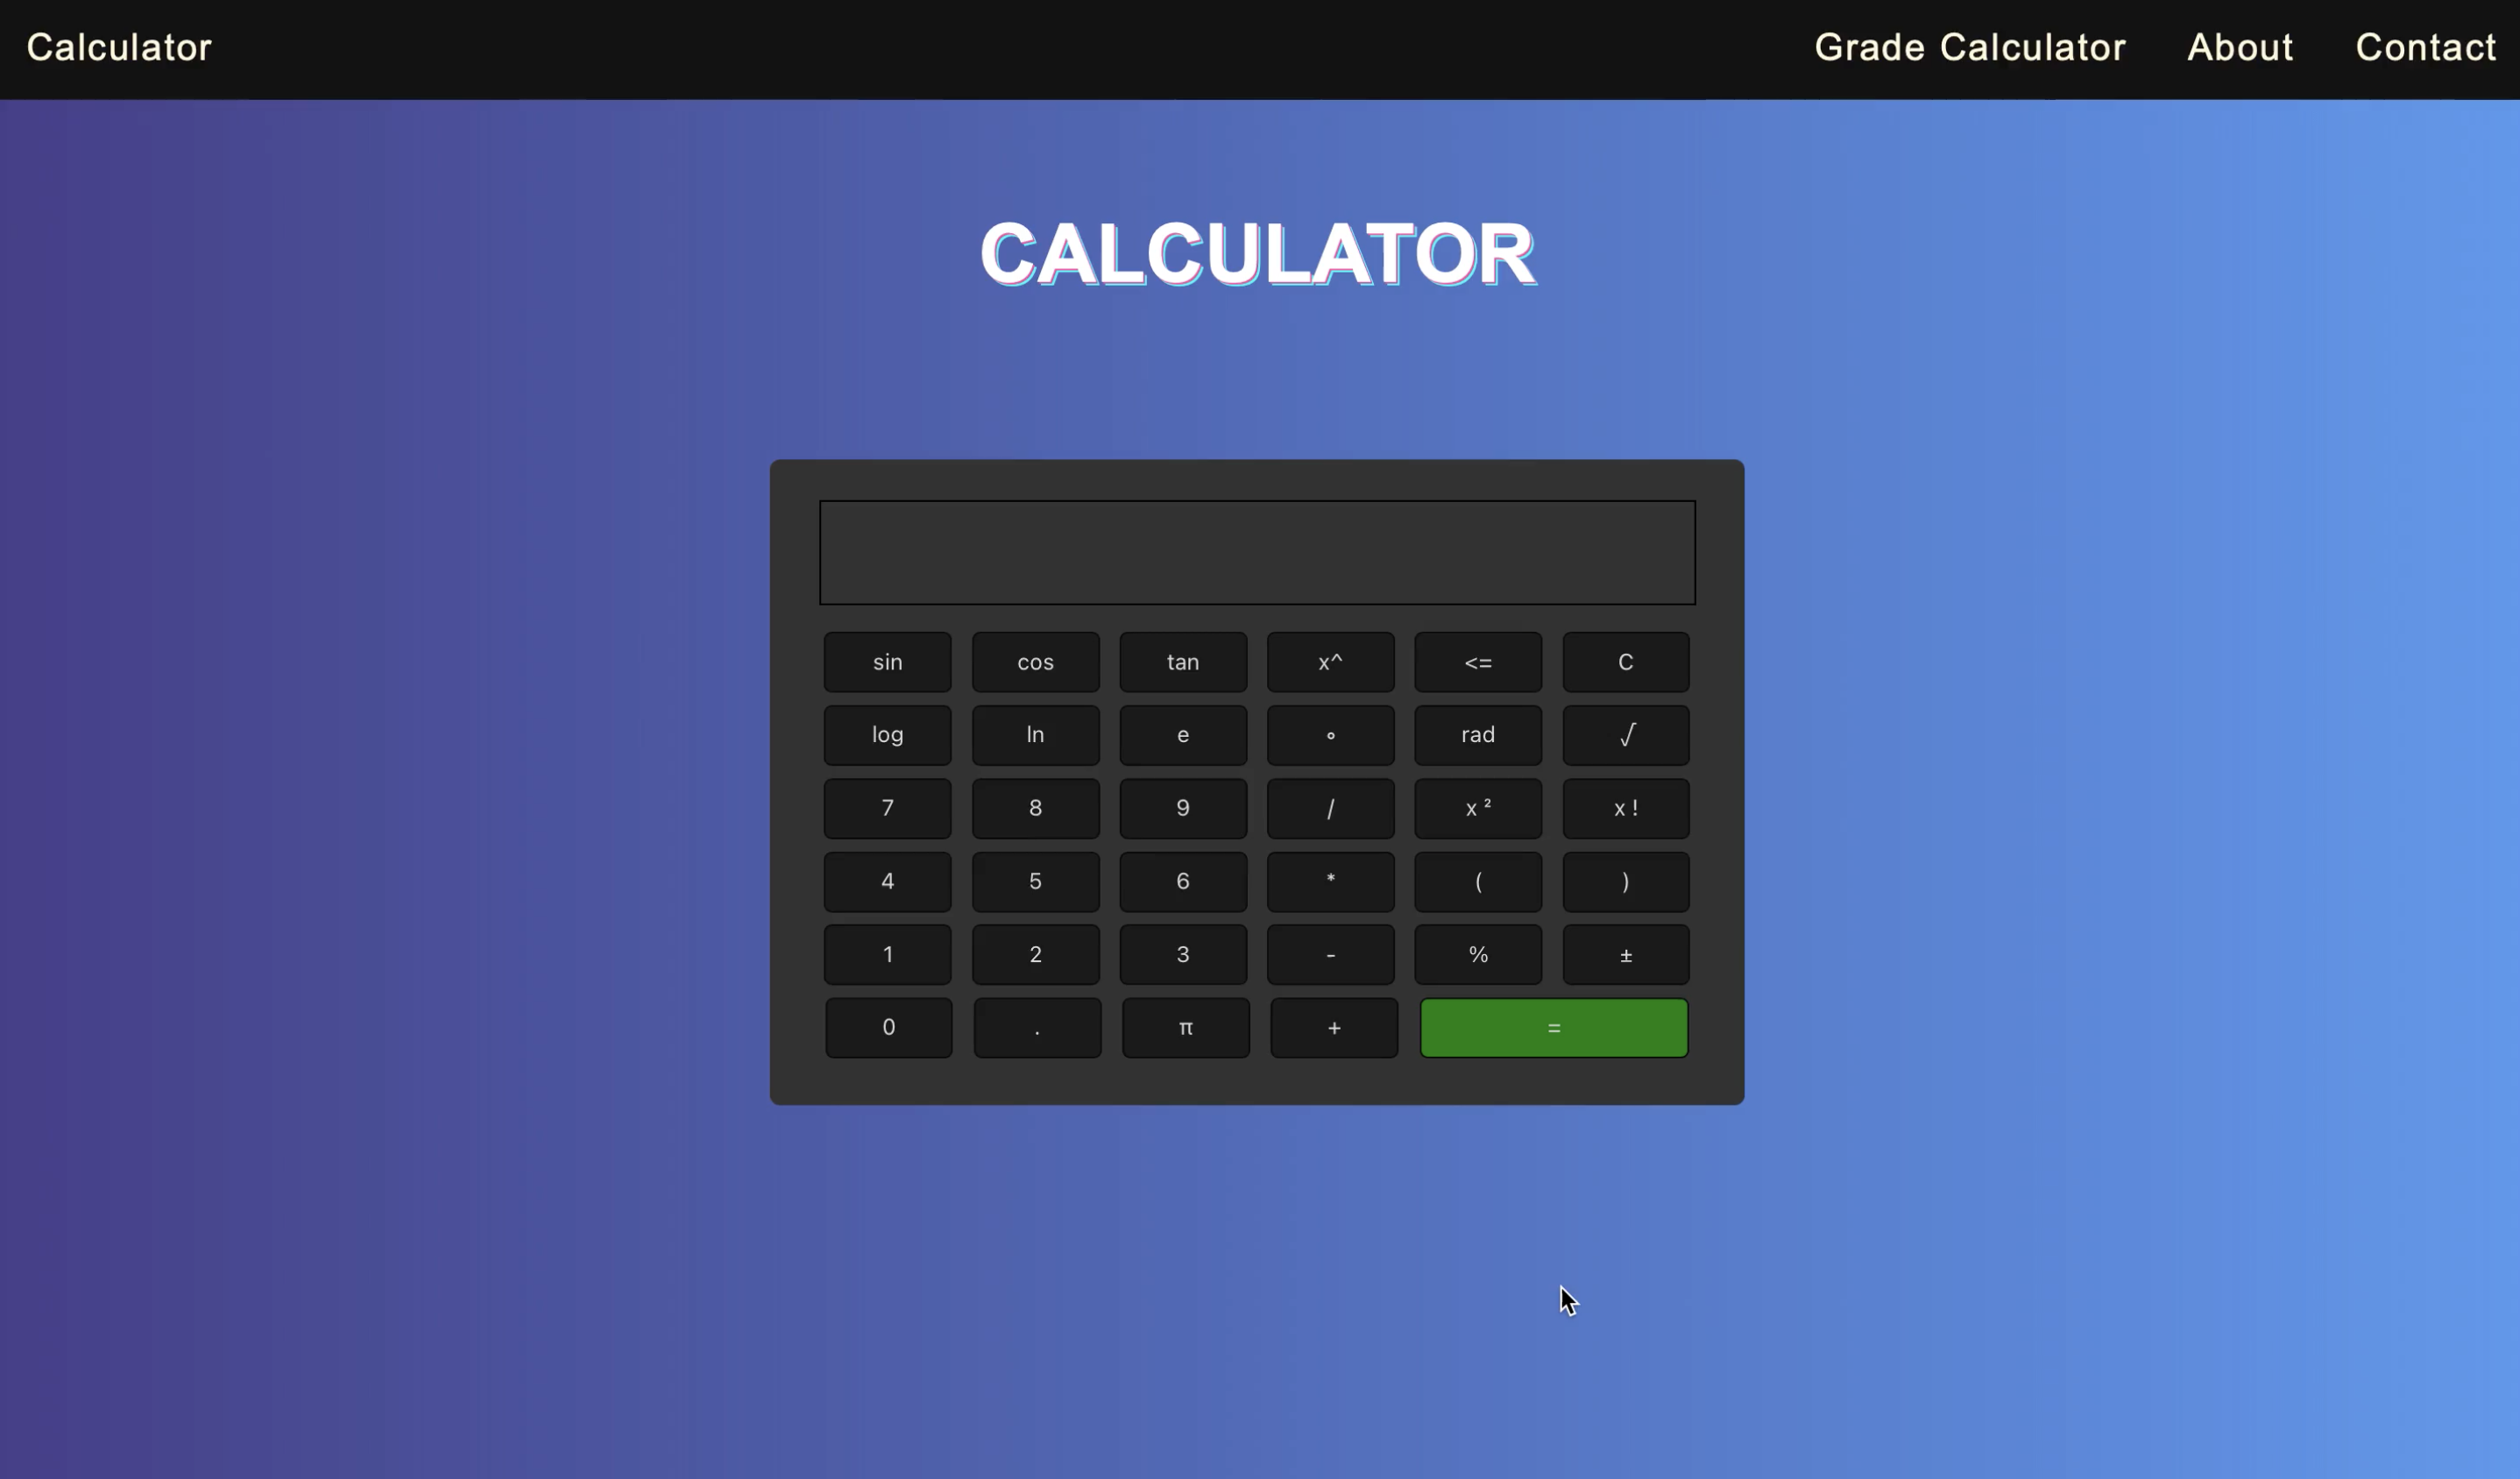 Calculator Grade Calculator About Contact
CALCULATOR
sin cos tan x^ <= C
log ln e ∘ rad √
7 8 9 / x ² x !
4 5 6 * ( )
1 2 3 - % ±
0 . π + =